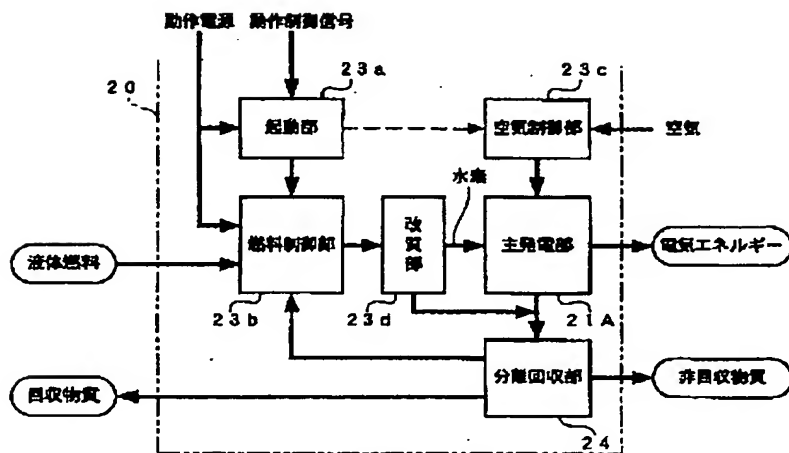 動作電源 動作制御信号
23a
23c
20
起動部
空気制御部
空気
水素
燃料制御部
改質部
主発電部
電気エネルギー
液体燃料
23b
23d
21A
分離回収部
非回収物質
回収物質
24